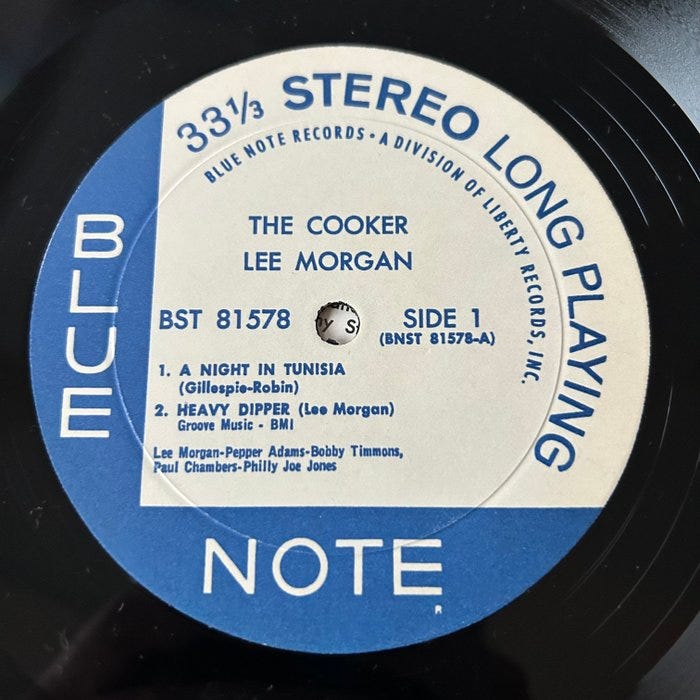 33⅓ STEREO LONG PLAYING
BLUE NOTE RECORDS • A DIVISION OF LIBERTY RECORDS, INC.
THE COOKER
LEE MORGAN
BST 81578
SIDE 1
(BNST 81578-A)
1. A NIGHT IN TUNISIA
(Gillespie-Robin)
2. HEAVY DIPPER (Lee Morgan)
Groove Music - BMI
Lee Morgan-Pepper Adams-Bobby Timmons,
Paul Chambers-Philly Joe Jones
BLUE
NOTE